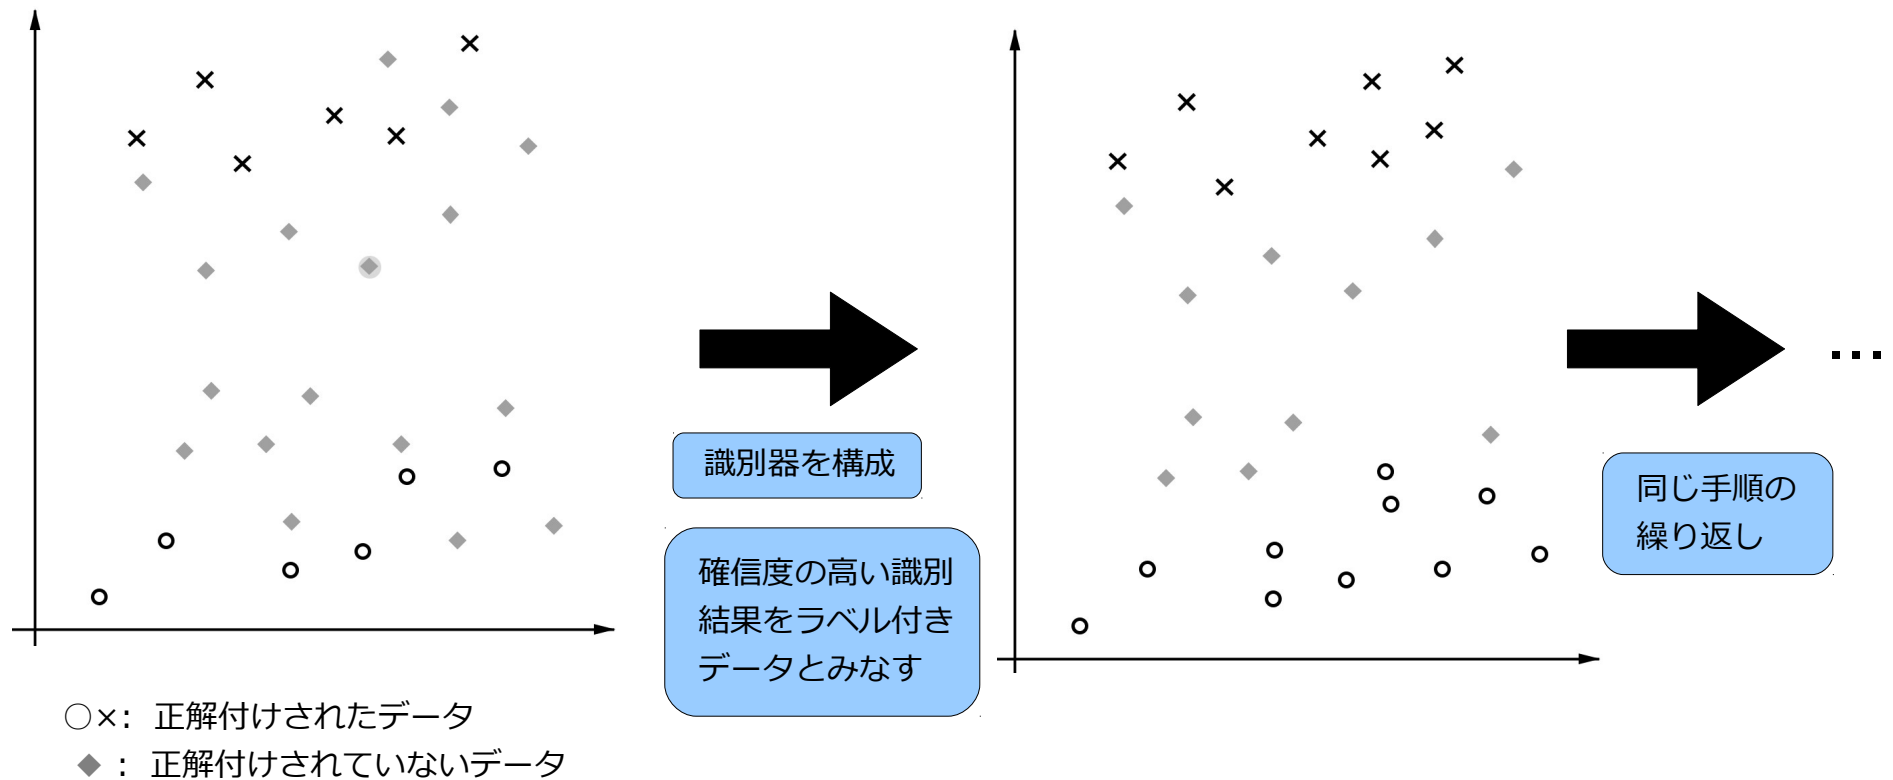 識別器を構成
確信度の高い識別
結果をラベル付き
データとみなす
同じ手順の
繰り返し
…
○×: 正解付けされたデータ
◆ : 正解付けされていないデータ